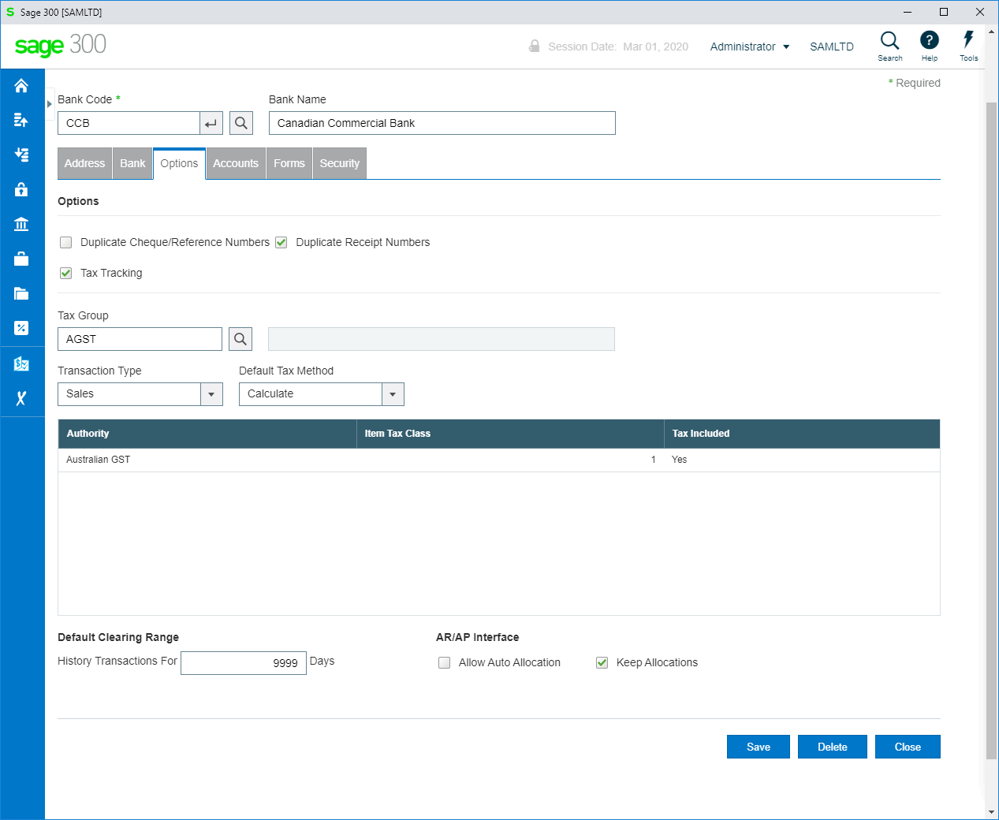 Sage 300 [SAMLTD]
sage 300
Session Date: Mar 01, 2020
Administrator
SAMLTD
Search
Help
Tools
* Required
Bank Code *
Bank Name
CCB
Canadian Commercial Bank
Address Bank Options Accounts Forms Security
Options
Duplicate Cheque/Reference Numbers Duplicate Receipt Numbers
Tax Tracking
Tax Group
AGST
Transaction Type Default Tax Method
Sales Calculate
Authority Item Tax Class Tax Included
Australian GST 1 Yes
Default Clearing Range AR/AP Interface
History Transactions For 9999 Days Allow Auto Allocation Keep Allocations
Save Delete Close